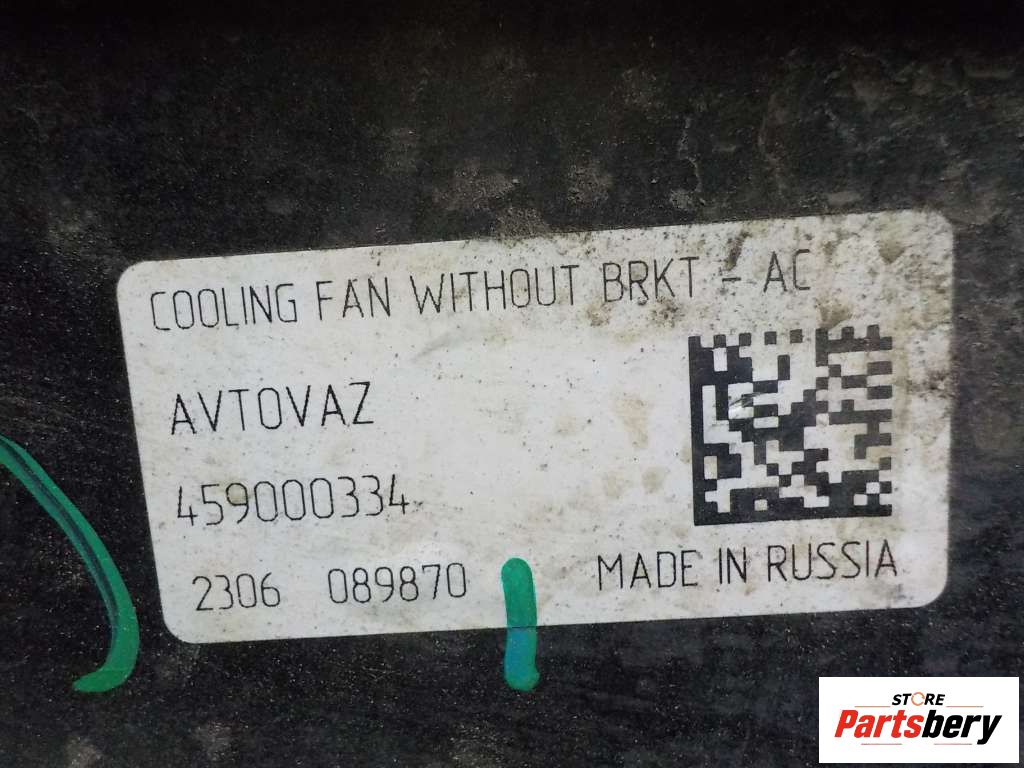 COOLING FAN WITHOUT BRKT - AC
AVTOVAZ
459000334
2306 089870
MADE IN RUSSIA
STORE
Partsbery